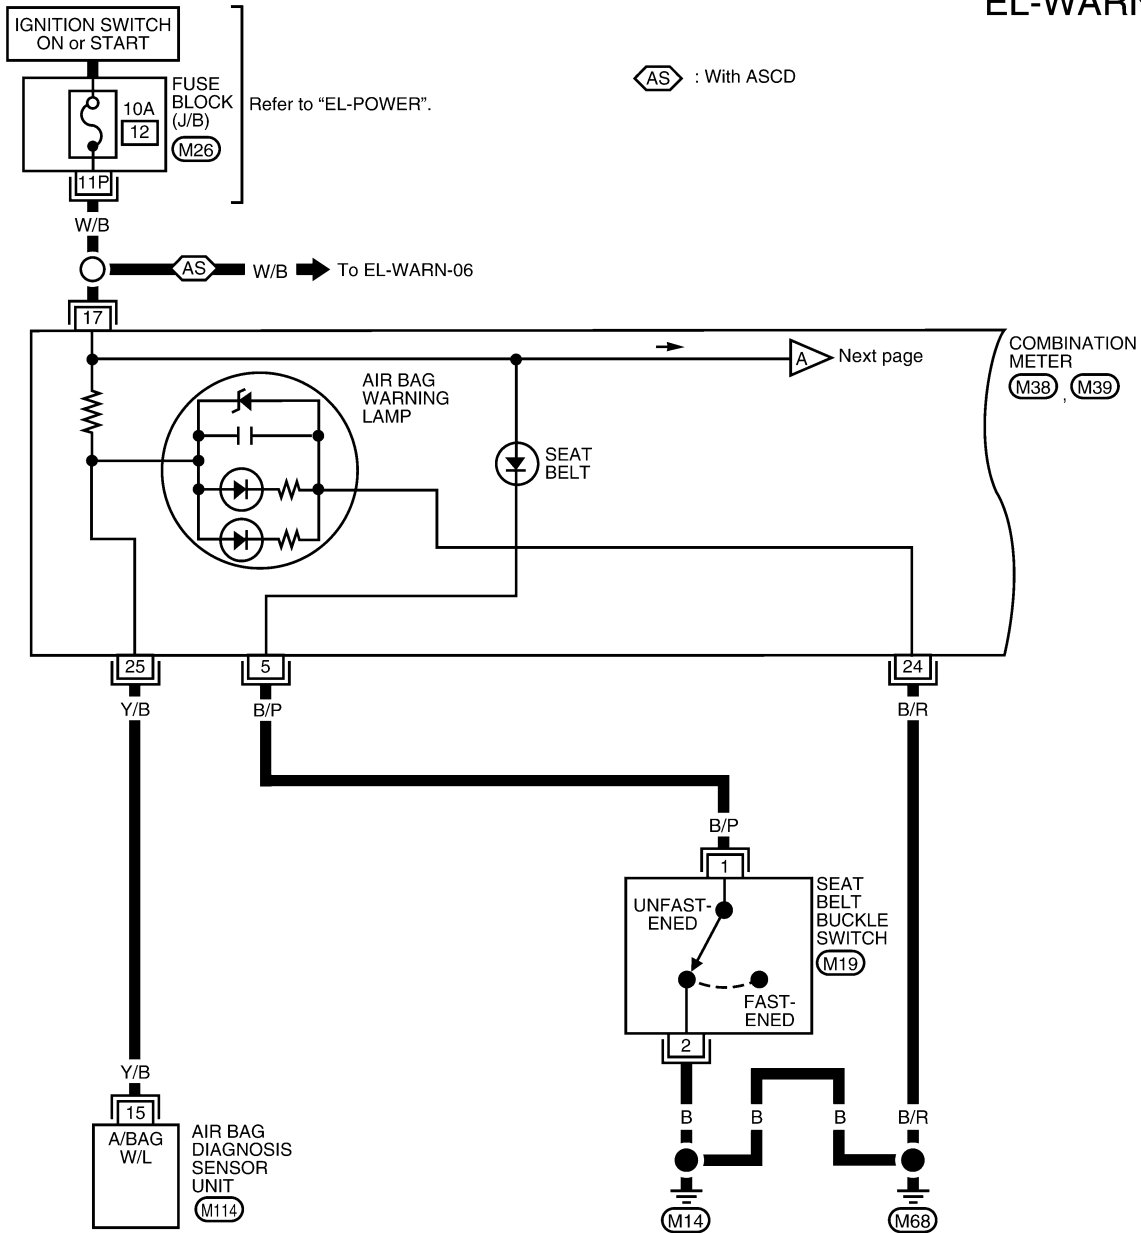 EL-WARN
IGNITION SWITCH
ON or START
FUSE
BLOCK
(J/B)
M26
10A
12
Refer to “EL-POWER”.
AS : With ASCD
11P
W/B
AS
W/B
To EL-WARN-06
17
A
Next page
COMBINATION
METER
M38 , M39
AIR BAG
WARNING
LAMP
SEAT
BELT
25
5
24
Y/B
B/P
B/R
B/P
1
UNFAST-
ENED
SEAT
BELT
BUCKLE
SWITCH
M19
FAST-
ENED
2
Y/B
15
A/BAG
W/L
AIR BAG
DIAGNOSIS
SENSOR
UNIT
M114
B
B
B
B/R
M14
M68